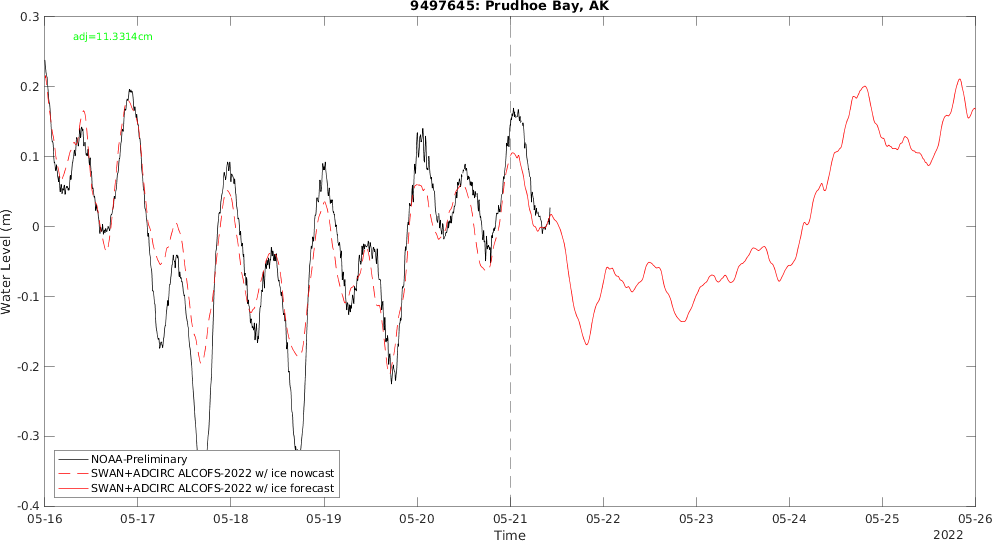 9497645: Prudhoe Bay, AK
adj=11.3314cm
0.3
0.2
0.1
0
-0.1
-0.2
-0.3
-0.4
Water Level (m)
NOAA-Preliminary
SWAN+ADCIRC ALCOFS-2022 w/ ice nowcast
SWAN+ADCIRC ALCOFS-2022 w/ ice forecast
05-16 05-17 05-18 05-19 05-20 05-21 05-22 05-23 05-24 05-25 05-26
Time
2022